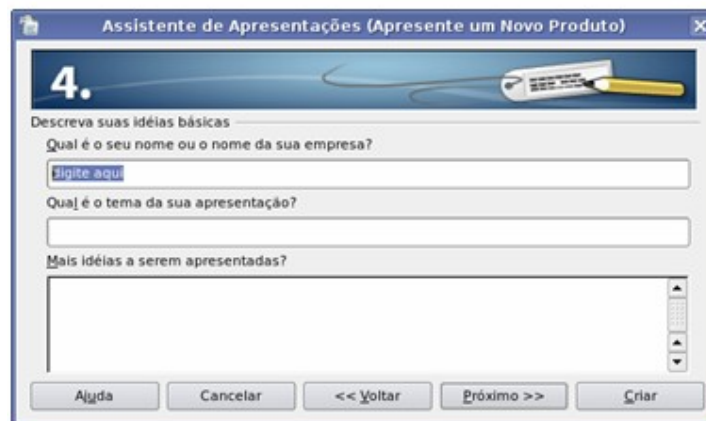 Assistente de Apresentações (Apresente um Novo Produto)
4.
Descreva suas idéias básicas
Qual é o seu nome ou o nome da sua empresa?
digite aqui
Qual é o tema da sua apresentação?
Mais idéias a serem apresentadas?
Ajuda
Cancelar
<< Voltar
Próximo >>
Criar